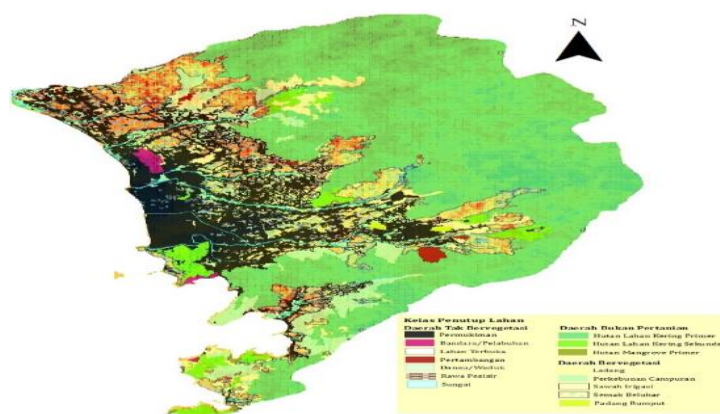 N
Kelas Penutup Lahan
Daerah Tak Bervegetasi
Permukiman
Bandara/Pelabuhan
Lahan Terbuka
Pertambangan
Danau/Waduk
Rawa Pesisir
Sungai
Daerah Bukan Pertanian
Hutan Lahan Kering Primer
Hutan Lahan Kering Sekunde
Hutan Mangrove Primer
Daerah Bervegetasi
Ladang
Perkebunan Campuran
Sawah Irigasi
Semak Belukar
Padang Rumput